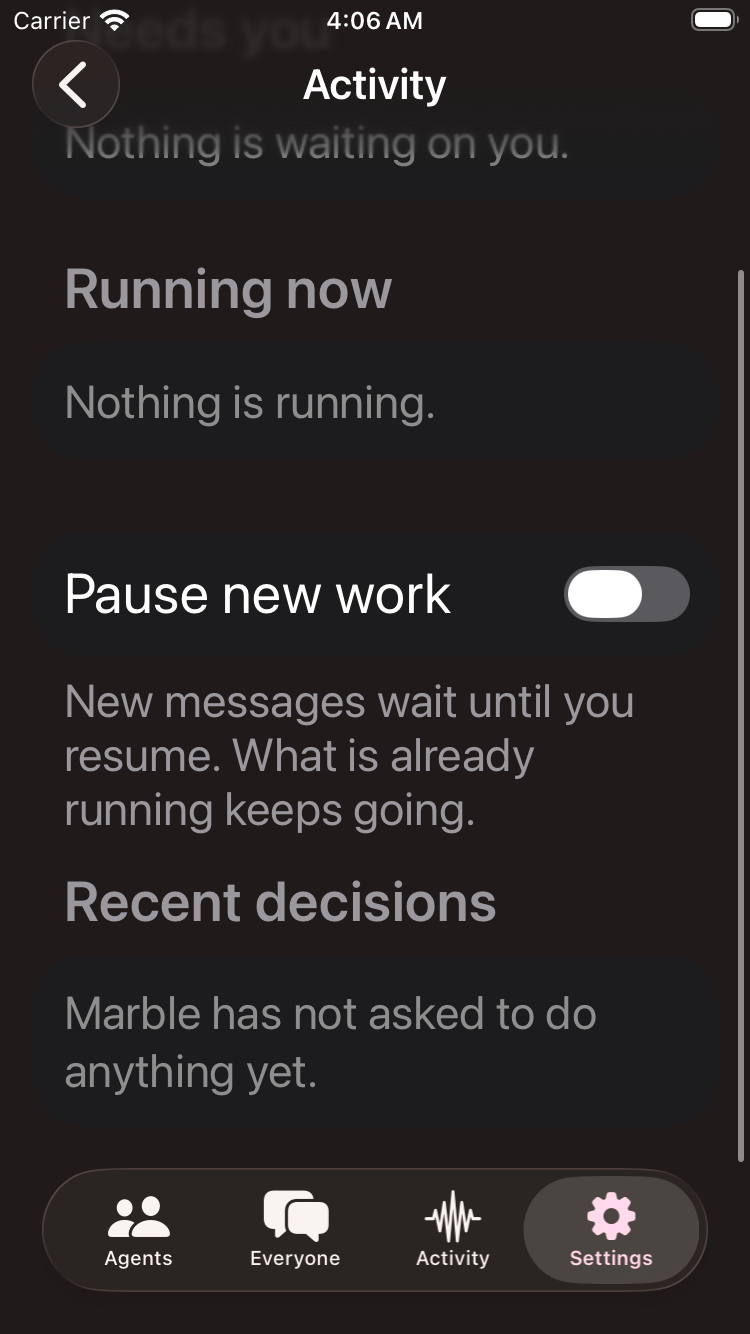 Carrier 4:06 AM
Needs you
Activity
Nothing is waiting on you.
Running now
Nothing is running.
Pause new work
New messages wait until you
resume. What is already
running keeps going.
Recent decisions
Marble has not asked to do
anything yet.
Agents Everyone Activity Settings